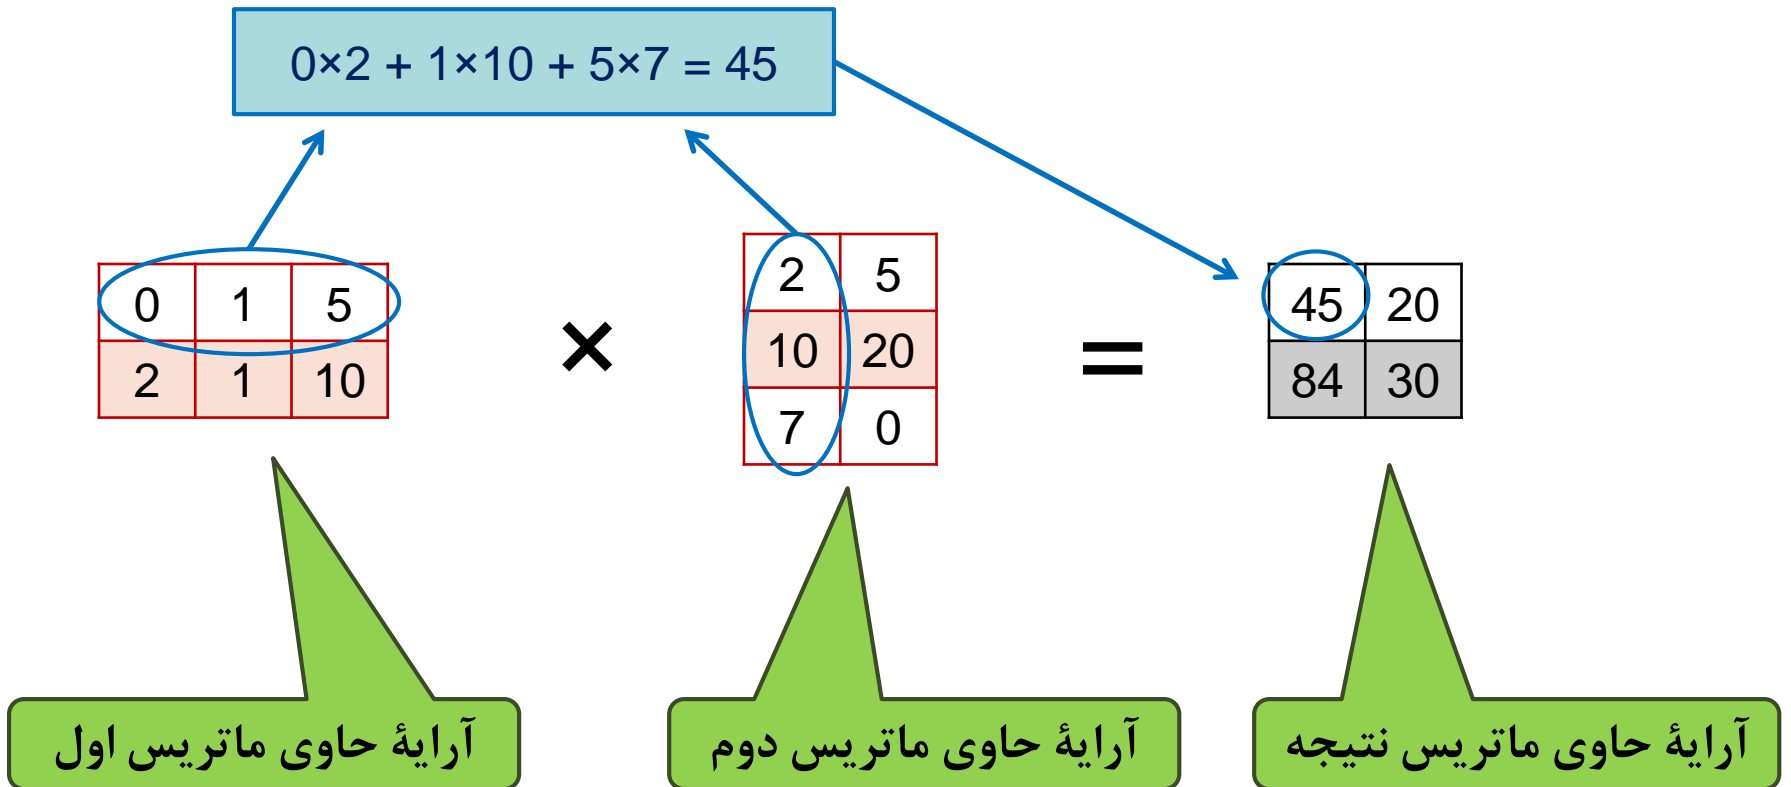 0×2 + 1×10 + 5×7 = 45
0 1 5
2 1 10
×
2 5
10 20
7 0
=
45 20
84 30
آرایهٔ حاوی ماتریس اول
آرایهٔ حاوی ماتریس دوم
آرایهٔ حاوی ماتریس نتیجه